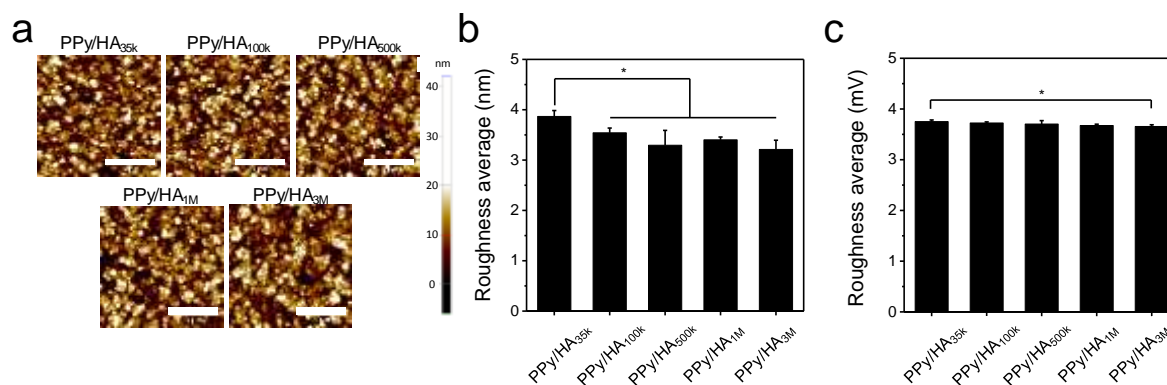 a
PPy/HA35k PPy/HA100k PPy/HA500k
nm
40
30
20
10
0
PPy/HA1M PPy/HA3M
b
Roughness average (nm)
5
4
3
2
1
0
*
PPy/HA35k
PPy/HA100k
PPy/HA500k
PPy/HA1M
PPy/HA3M
c
Roughness average (mV)
5
4
3
2
1
0
*
PPy/HA35k
PPy/HA100k
PPy/HA500k
PPy/HA1M
PPy/HA3M